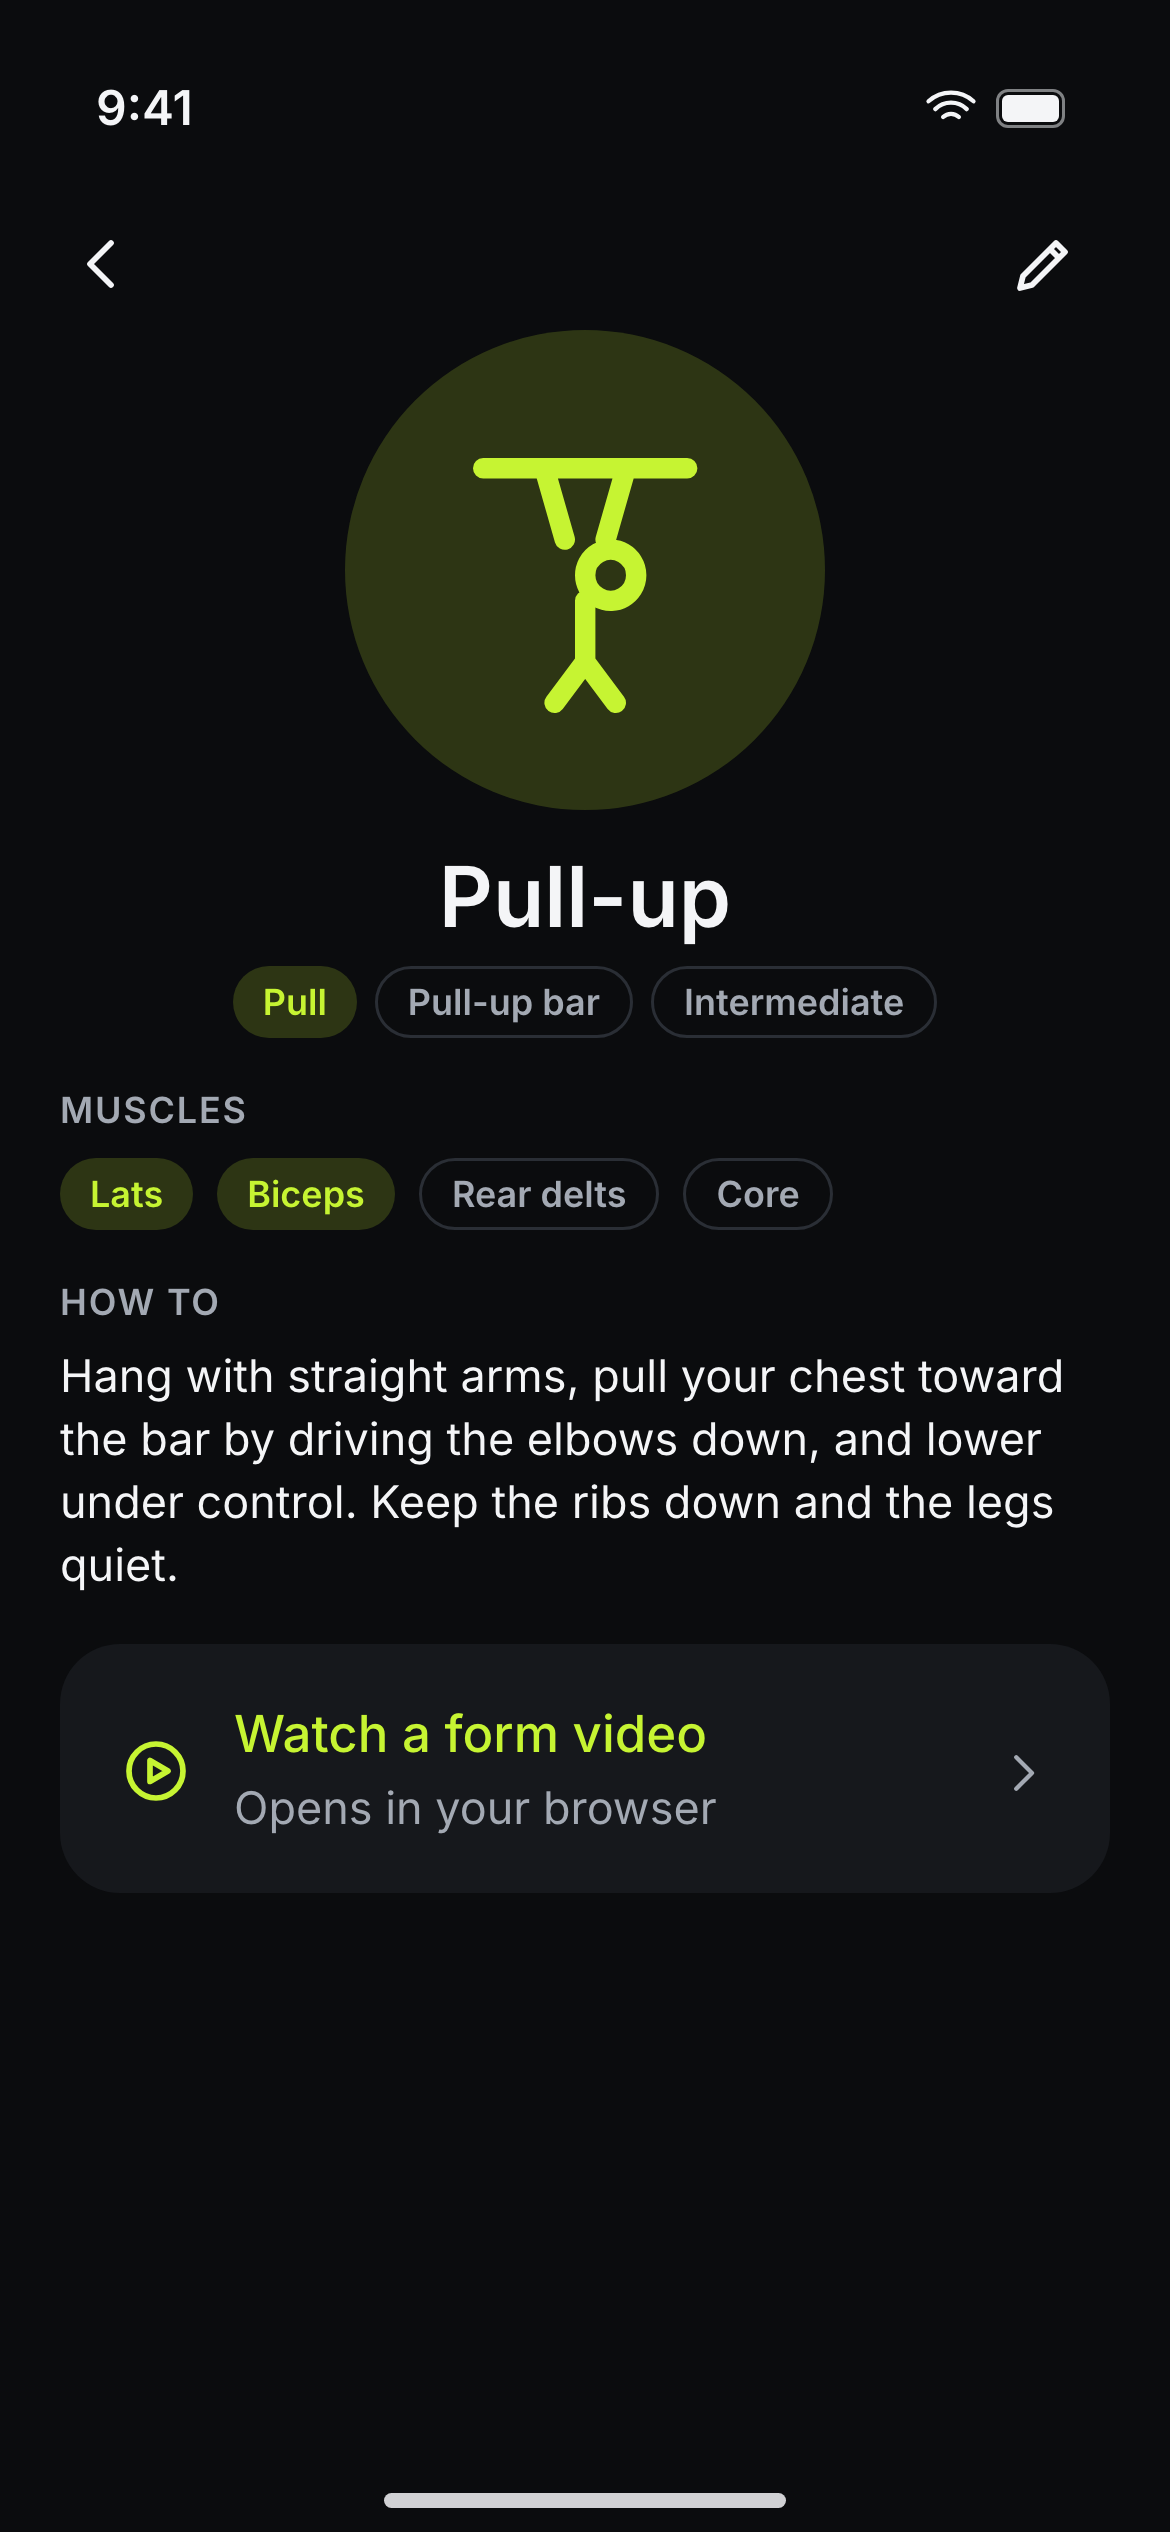 9:41
Pull-up
Pull
Pull-up bar
Intermediate
MUSCLES
Lats
Biceps
Rear delts
Core
HOW TO
Hang with straight arms, pull your chest toward
the bar by driving the elbows down, and lower
under control. Keep the ribs down and the legs
quiet.
Watch a form video
Opens in your browser